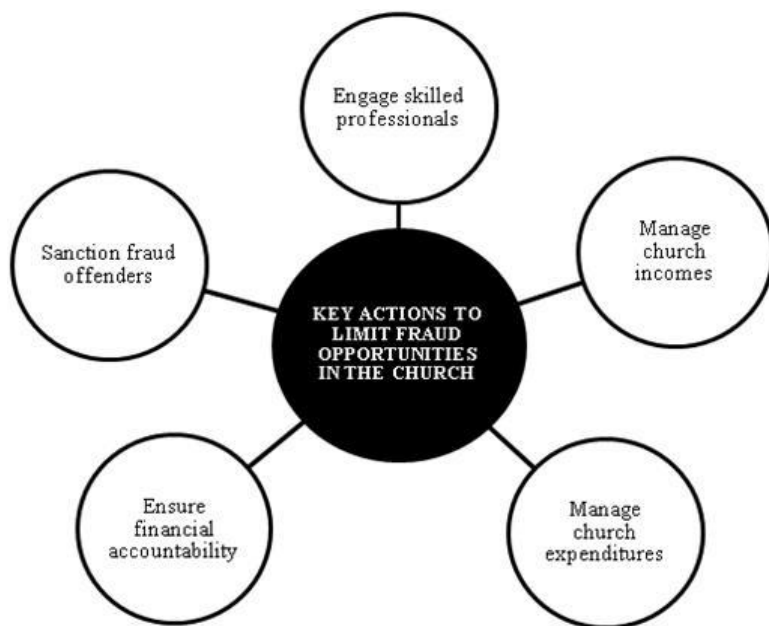 Engage skilled
professionals
Manage
church
incomes
Sanction fraud
offenders
KEY ACTIONS TO
LIMIT FRAUD
OPPORTUNITIES
IN THE CHURCH
Ensure
financial
accountability
Manage
church
expenditures